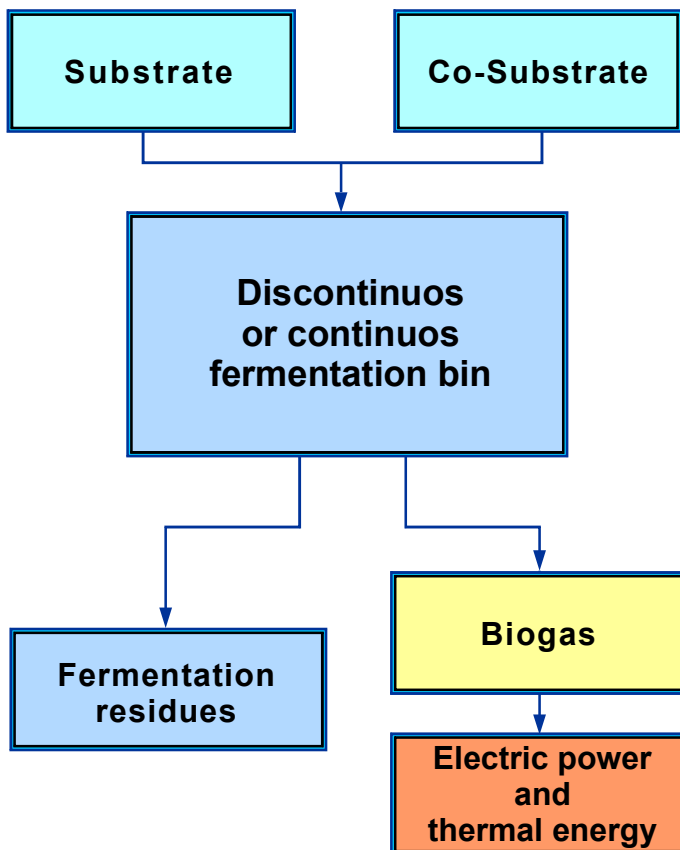 Substrate
Co-Substrate
Discontinuos
or continuos
fermentation bin
Fermentation
residues
Biogas
Electric power
and
thermal energy